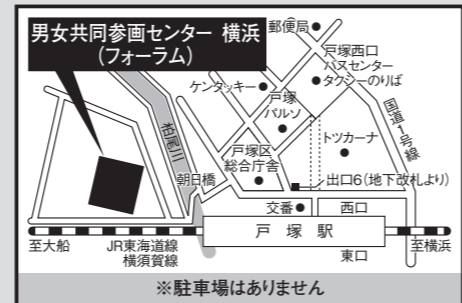 男女共同参画センター 横浜
(フォーラム)
郵便局
戸塚西口
バスセンター
タクシーのりば
ケンタッキー
戸塚
パルソ
国道1号線
トツカーナ
柏尾川
戸塚区
総合庁舎
朝日橋
出口6(地下改札より)
交番
西口
戸塚駅
東口
至大船
JR東海道線
横須賀線
至横浜
※駐車場はありません